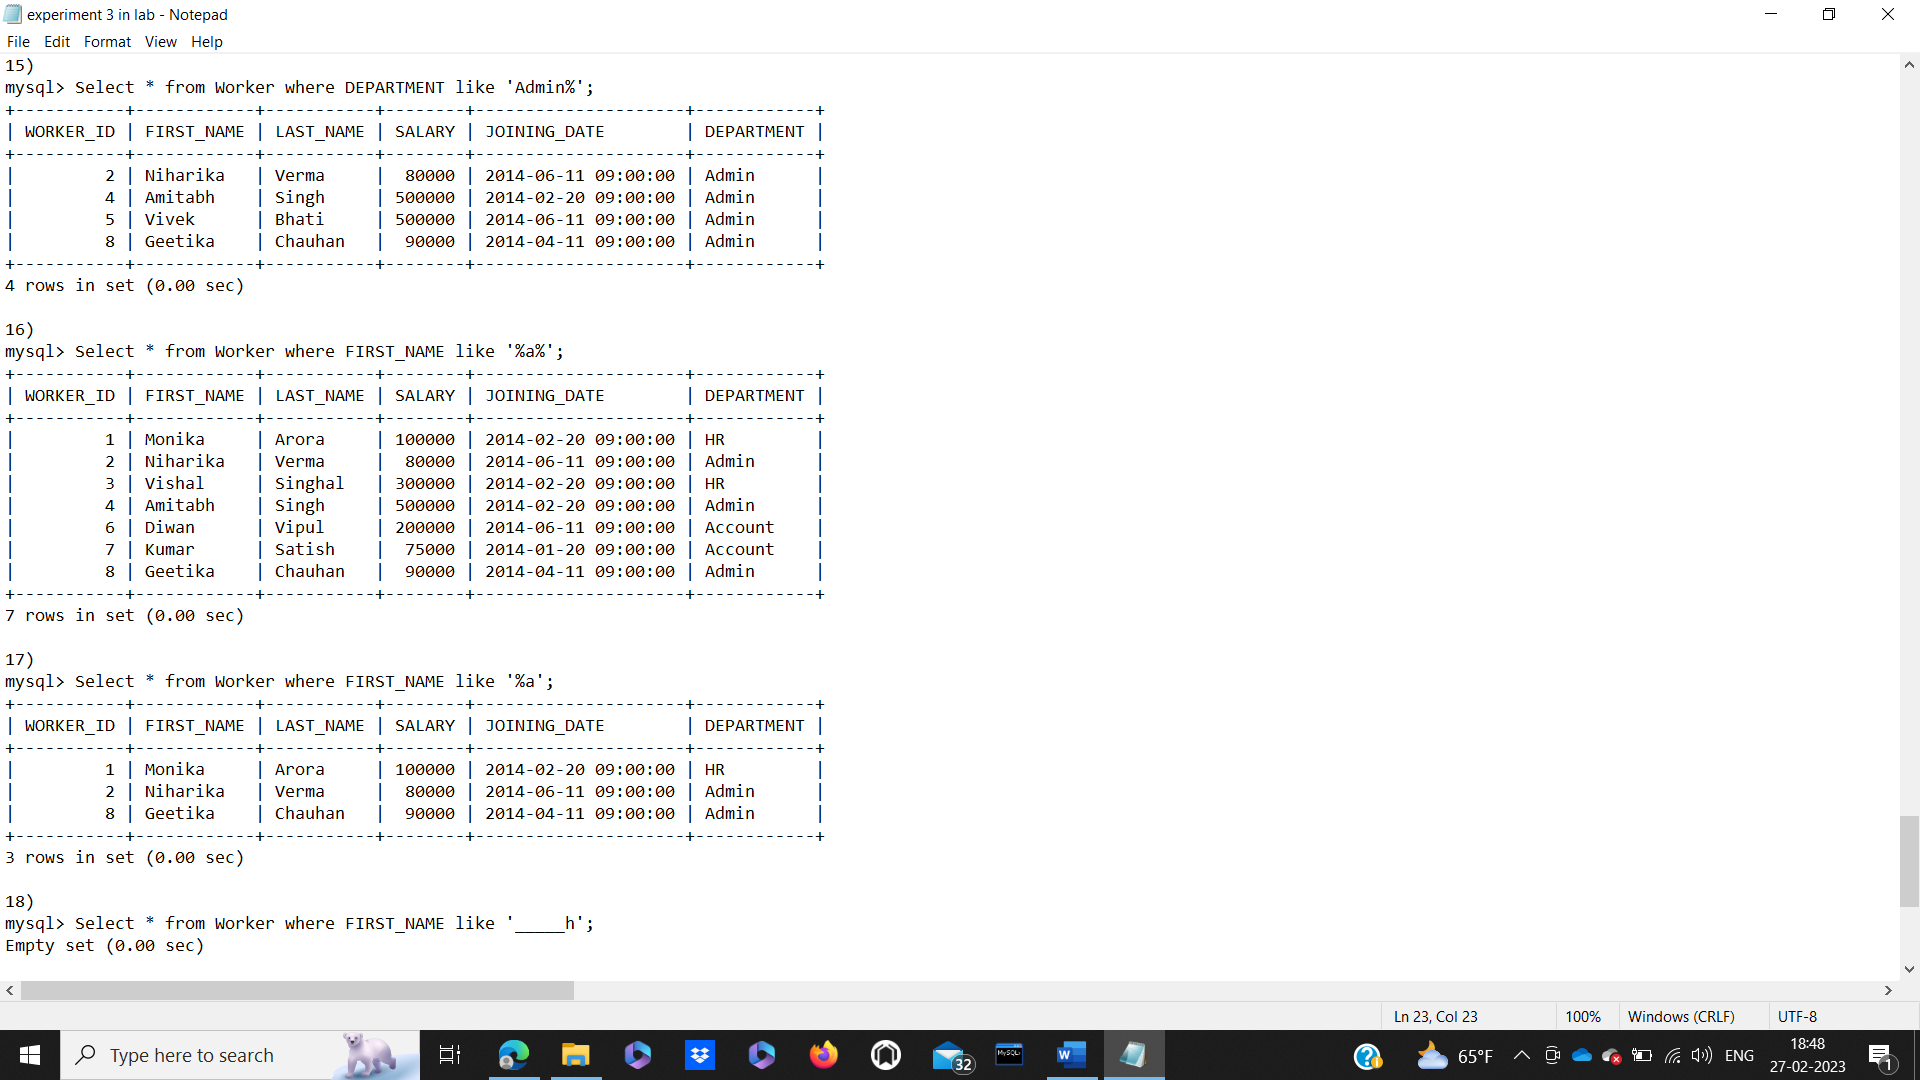 experiment 3 in lab - Notepad
File Edit Format View Help
15)
mysql> Select * from Worker where DEPARTMENT like 'Admin%';
+-----------+------------+-----------+--------+---------------------+------------+
| WORKER_ID | FIRST_NAME | LAST_NAME | SALARY | JOINING_DATE        | DEPARTMENT |
+-----------+------------+-----------+--------+---------------------+------------+
|         2 | Niharika   | Verma     |  80000 | 2014-06-11 09:00:00 | Admin      |
|         4 | Amitabh    | Singh     | 500000 | 2014-02-20 09:00:00 | Admin      |
|         5 | Vivek      | Bhati     | 500000 | 2014-06-11 09:00:00 | Admin      |
|         8 | Geetika    | Chauhan   |  90000 | 2014-04-11 09:00:00 | Admin      |
+-----------+------------+-----------+--------+---------------------+------------+
4 rows in set (0.00 sec)

16)
mysql> Select * from Worker where FIRST_NAME like '%a%';
+-----------+------------+-----------+--------+---------------------+------------+
| WORKER_ID | FIRST_NAME | LAST_NAME | SALARY | JOINING_DATE        | DEPARTMENT |
+-----------+------------+-----------+--------+---------------------+------------+
|         1 | Monika     | Arora     | 100000 | 2014-02-20 09:00:00 | HR         |
|         2 | Niharika   | Verma     |  80000 | 2014-06-11 09:00:00 | Admin      |
|         3 | Vishal     | Singhal   | 300000 | 2014-02-20 09:00:00 | HR         |
|         4 | Amitabh    | Singh     | 500000 | 2014-02-20 09:00:00 | Admin      |
|         6 | Diwan      | Vipul     | 200000 | 2014-06-11 09:00:00 | Account    |
|         7 | Kumar      | Satish    |  75000 | 2014-01-20 09:00:00 | Account    |
|         8 | Geetika    | Chauhan   |  90000 | 2014-04-11 09:00:00 | Admin      |
+-----------+------------+-----------+--------+---------------------+------------+
7 rows in set (0.00 sec)

17)
mysql> Select * from Worker where FIRST_NAME like '%a';
+-----------+------------+-----------+--------+---------------------+------------+
| WORKER_ID | FIRST_NAME | LAST_NAME | SALARY | JOINING_DATE        | DEPARTMENT |
+-----------+------------+-----------+--------+---------------------+------------+
|         1 | Monika     | Arora     | 100000 | 2014-02-20 09:00:00 | HR         |
|         2 | Niharika   | Verma     |  80000 | 2014-06-11 09:00:00 | Admin      |
|         8 | Geetika    | Chauhan   |  90000 | 2014-04-11 09:00:00 | Admin      |
+-----------+------------+-----------+--------+---------------------+------------+
3 rows in set (0.00 sec)

18)
mysql> Select * from Worker where FIRST_NAME like '_____h';
Empty set (0.00 sec)
Ln 23, Col 23 100% Windows (CRLF) UTF-8
Type here to search
32
MySQL
W
65°F
ENG
18:48
27-02-2023
1